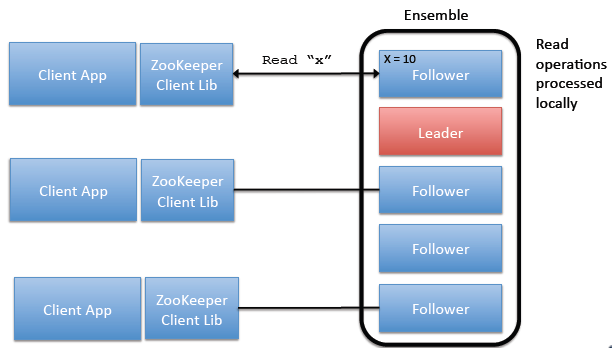 Ensemble
Client App
ZooKeeper
Client Lib
Read “x”
X = 10
Follower
Read
operations
processed
locally
Leader
Client App
ZooKeeper
Client Lib
Follower
Follower
Client App
ZooKeeper
Client Lib
Follower